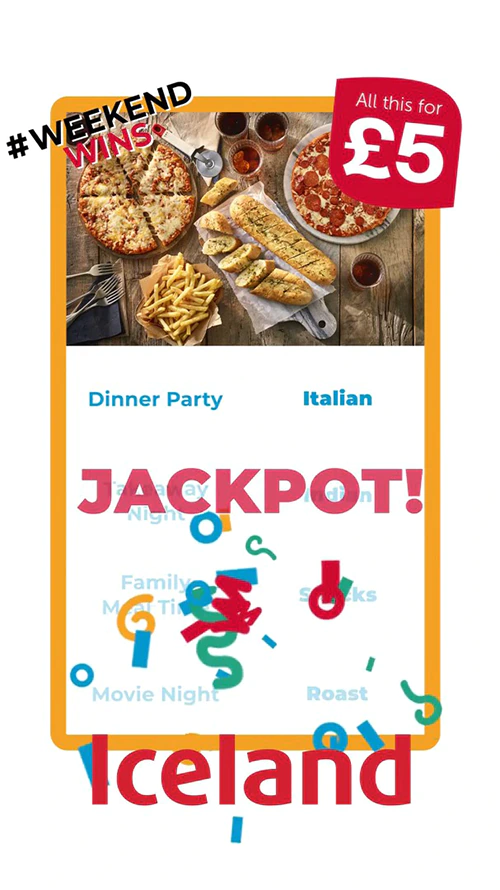 #WEEKEND
WINS.
All this for
£5
Dinner Party
Italian
JACKPOT!
Takeaway
Night
Indian
Family
Meal Time
Snacks
Movie Night
Roast
Iceland